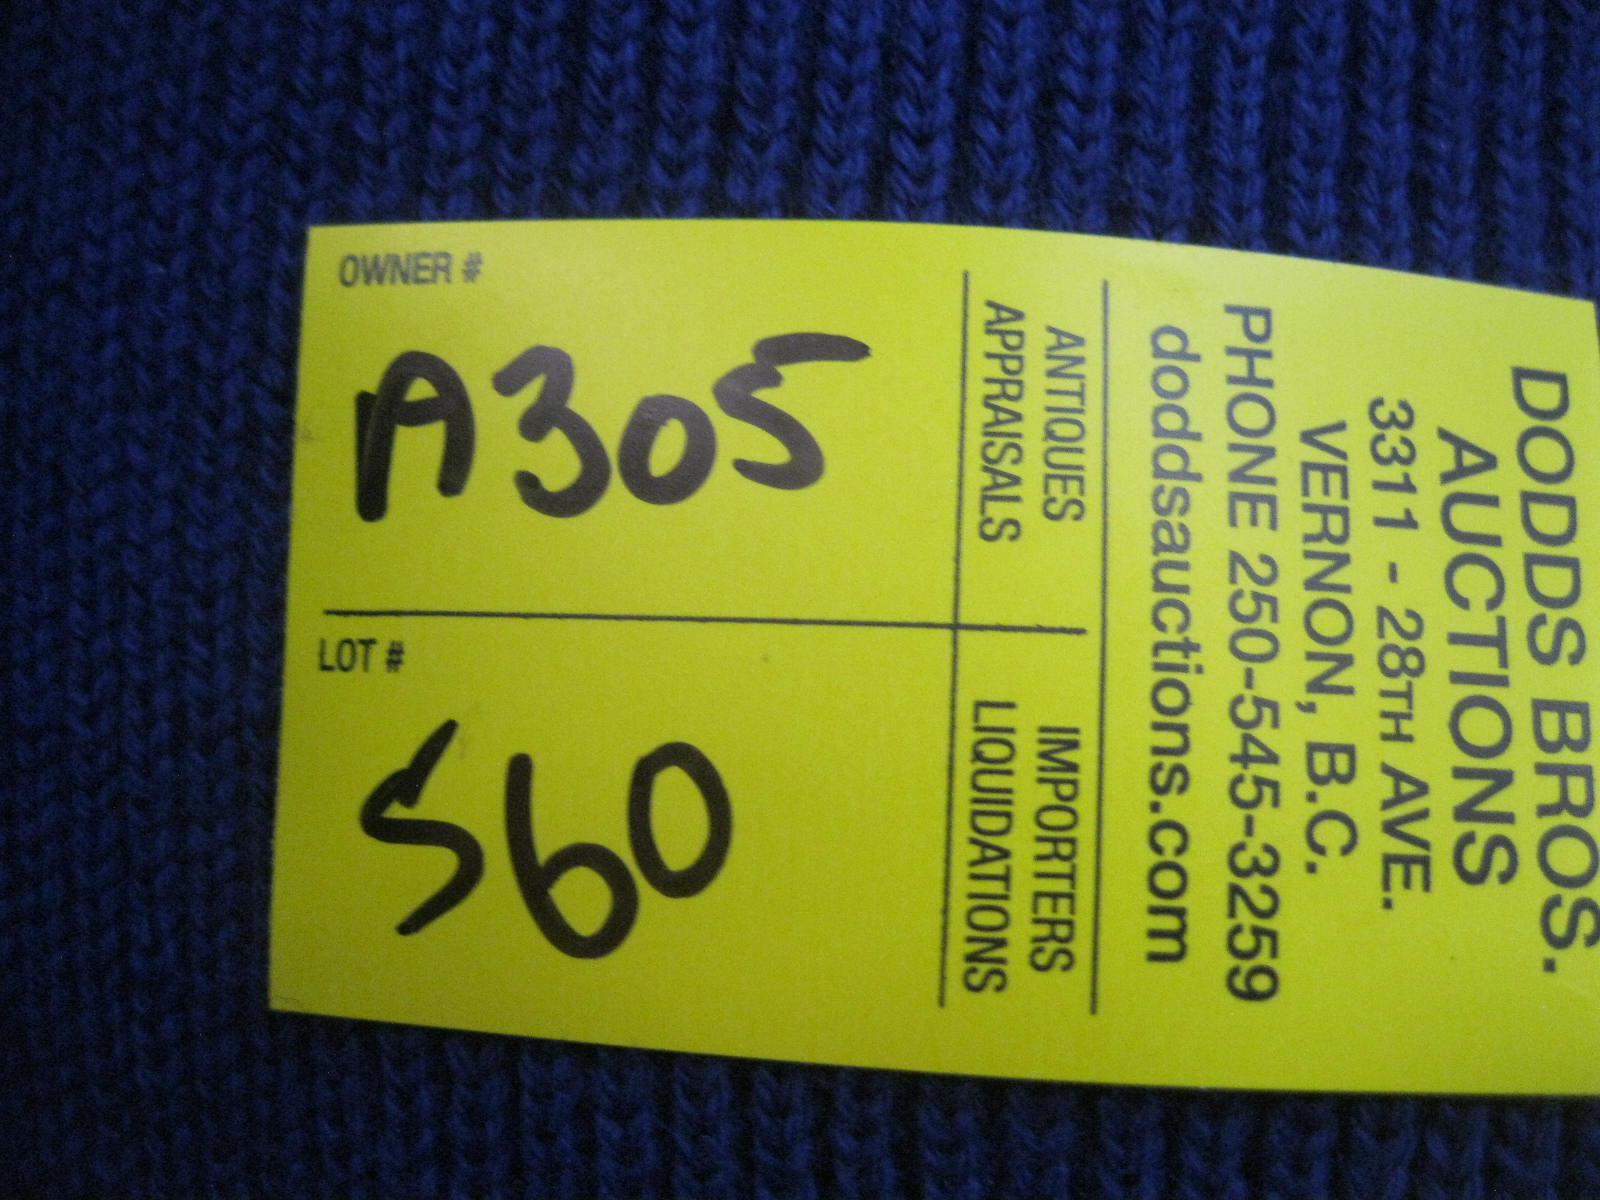 DODDS BROS.
AUCTIONS
3311 - 28TH AVE.
VERNON, B.C.
PHONE 250-545-3259
doddsauctions.com
ANTIQUES
APPRAISALS
IMPORTERS
LIQUIDATIONS
OWNER #
A305
LOT #
560